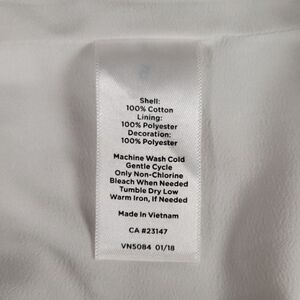 Shell:
100% Cotton
Lining:
100% Polyester
Decoration:
100% Polyester
Machine Wash Cold
Gentle Cycle
Only Non-Chlorine
Bleach When Needed
Tumble Dry Low
Warm Iron, If Needed
Made In Vietnam
CA #23147
VN5084 01/18